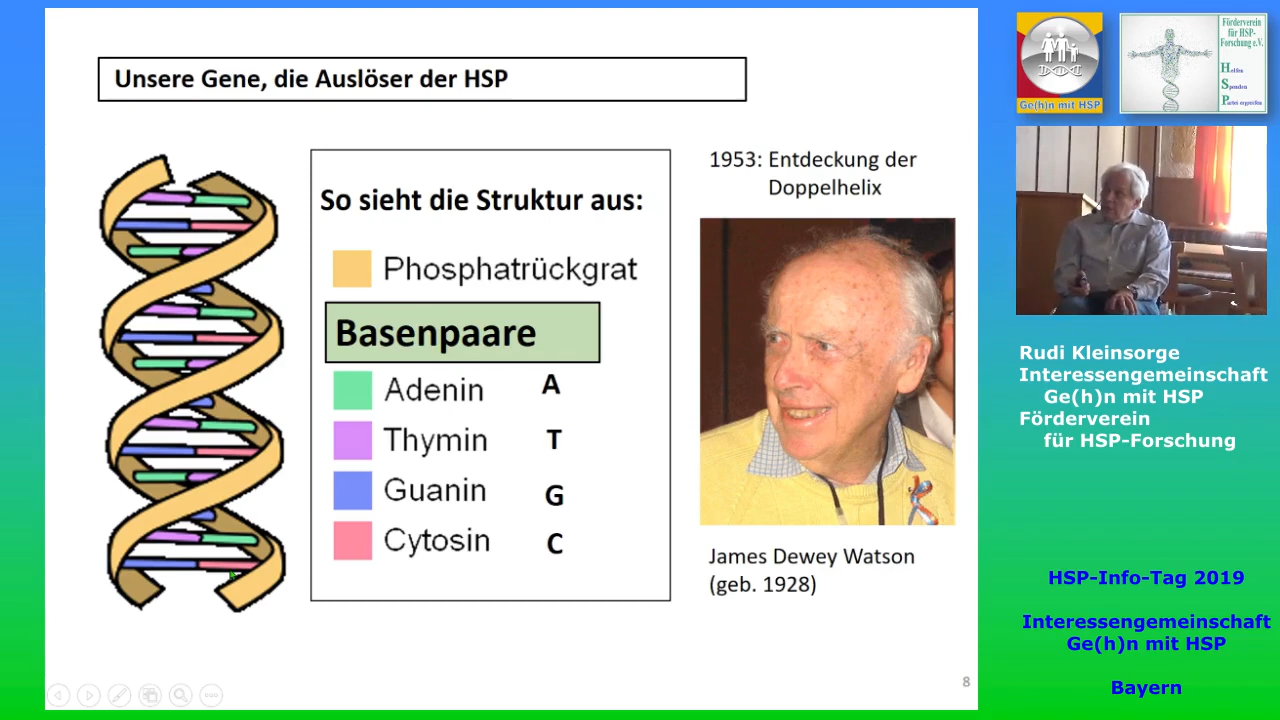 Unsere Gene, die Auslöser der HSP
So sieht die Struktur aus:
Phosphatrückgrat
Basenpaare
Adenin A
Thymin T
Guanin G
Cytosin C
1953: Entdeckung der
Doppelhelix
James Dewey Watson
(geb. 1928)
8
Ge(h)n mit HSP
Förderverein
für HSP-
Forschung e.V.
Helfen
Spenden
Partei ergreifen
Rudi Kleinsorge
Interessengemeinschaft
Ge(h)n mit HSP
Förderverein
für HSP-Forschung
HSP-Info-Tag 2019
Interessengemeinschaft
Ge(h)n mit HSP
Bayern